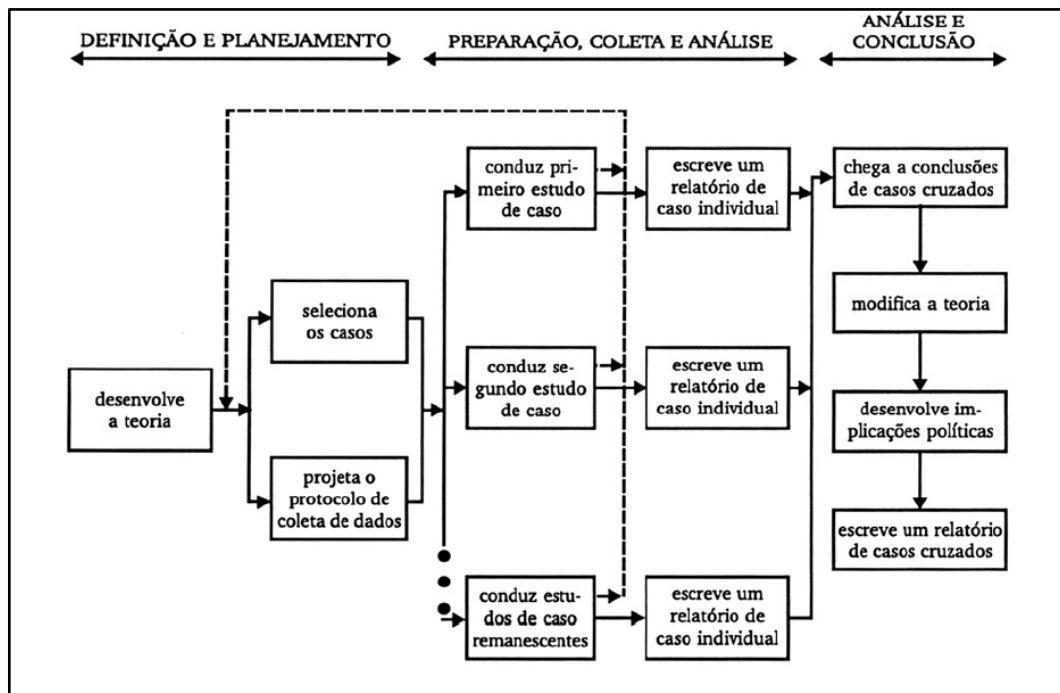 DEFINIÇÃO E PLANEJAMENTO
PREPARAÇÃO, COLETA E ANÁLISE
ANÁLISE E
CONCLUSÃO
desenvolve
a teoria
seleciona
os casos
projeta o
protocolo de
coleta de dados
conduz pri-
meiro estudo
de caso
escreve um
relatório de
caso individual
conduz se-
gundo estudo
de caso
escreve um
relatório de
caso individual
conduz estu-
dos de caso
remanescentes
escreve um
relatório de
caso individual
chega a conclusões
de casos cruzados
modifica a teoria
desenvolve im-
plicações políticas
escreve um relatório
de casos cruzados